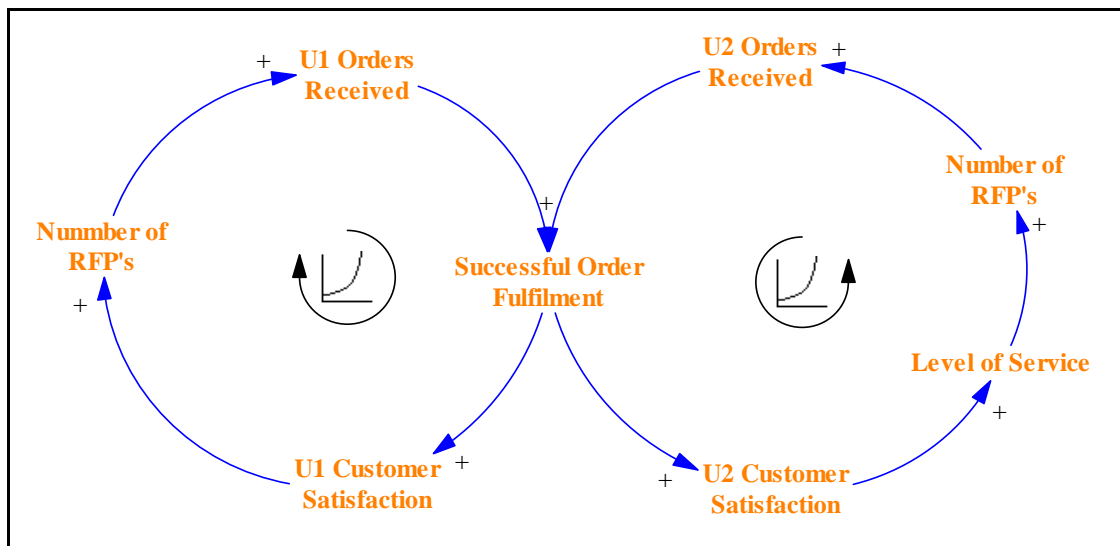 +
U1 Orders
Received
U2 Orders
Received
+
Number of
RFP's
+
Nunmber of
RFP's
+
+
Successful Order
Fulfilment
Level of Service
+
U1 Customer
Satisfaction
+
+
U2 Customer
Satisfaction